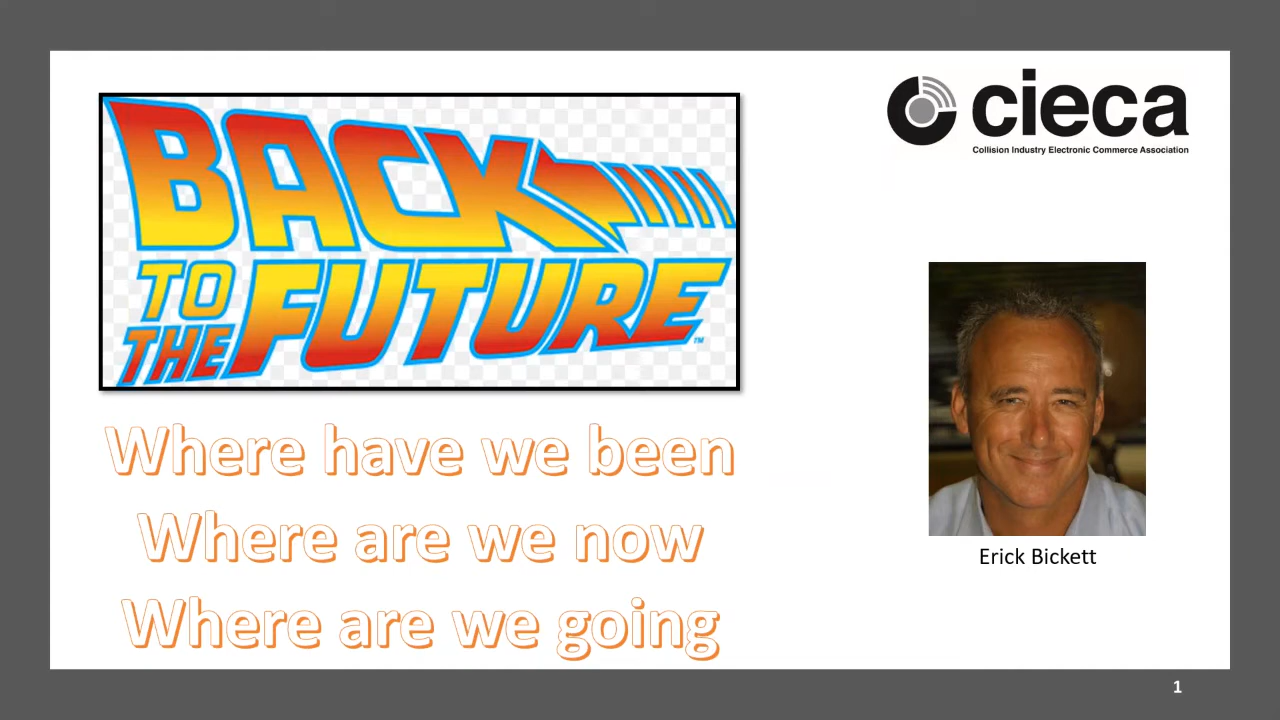 BACK
TO
THE
FUTURE
™
cieca
Collision Industry Electronic Commerce Association
Where have we been
Where are we now
Where are we going
Erick Bickett
1